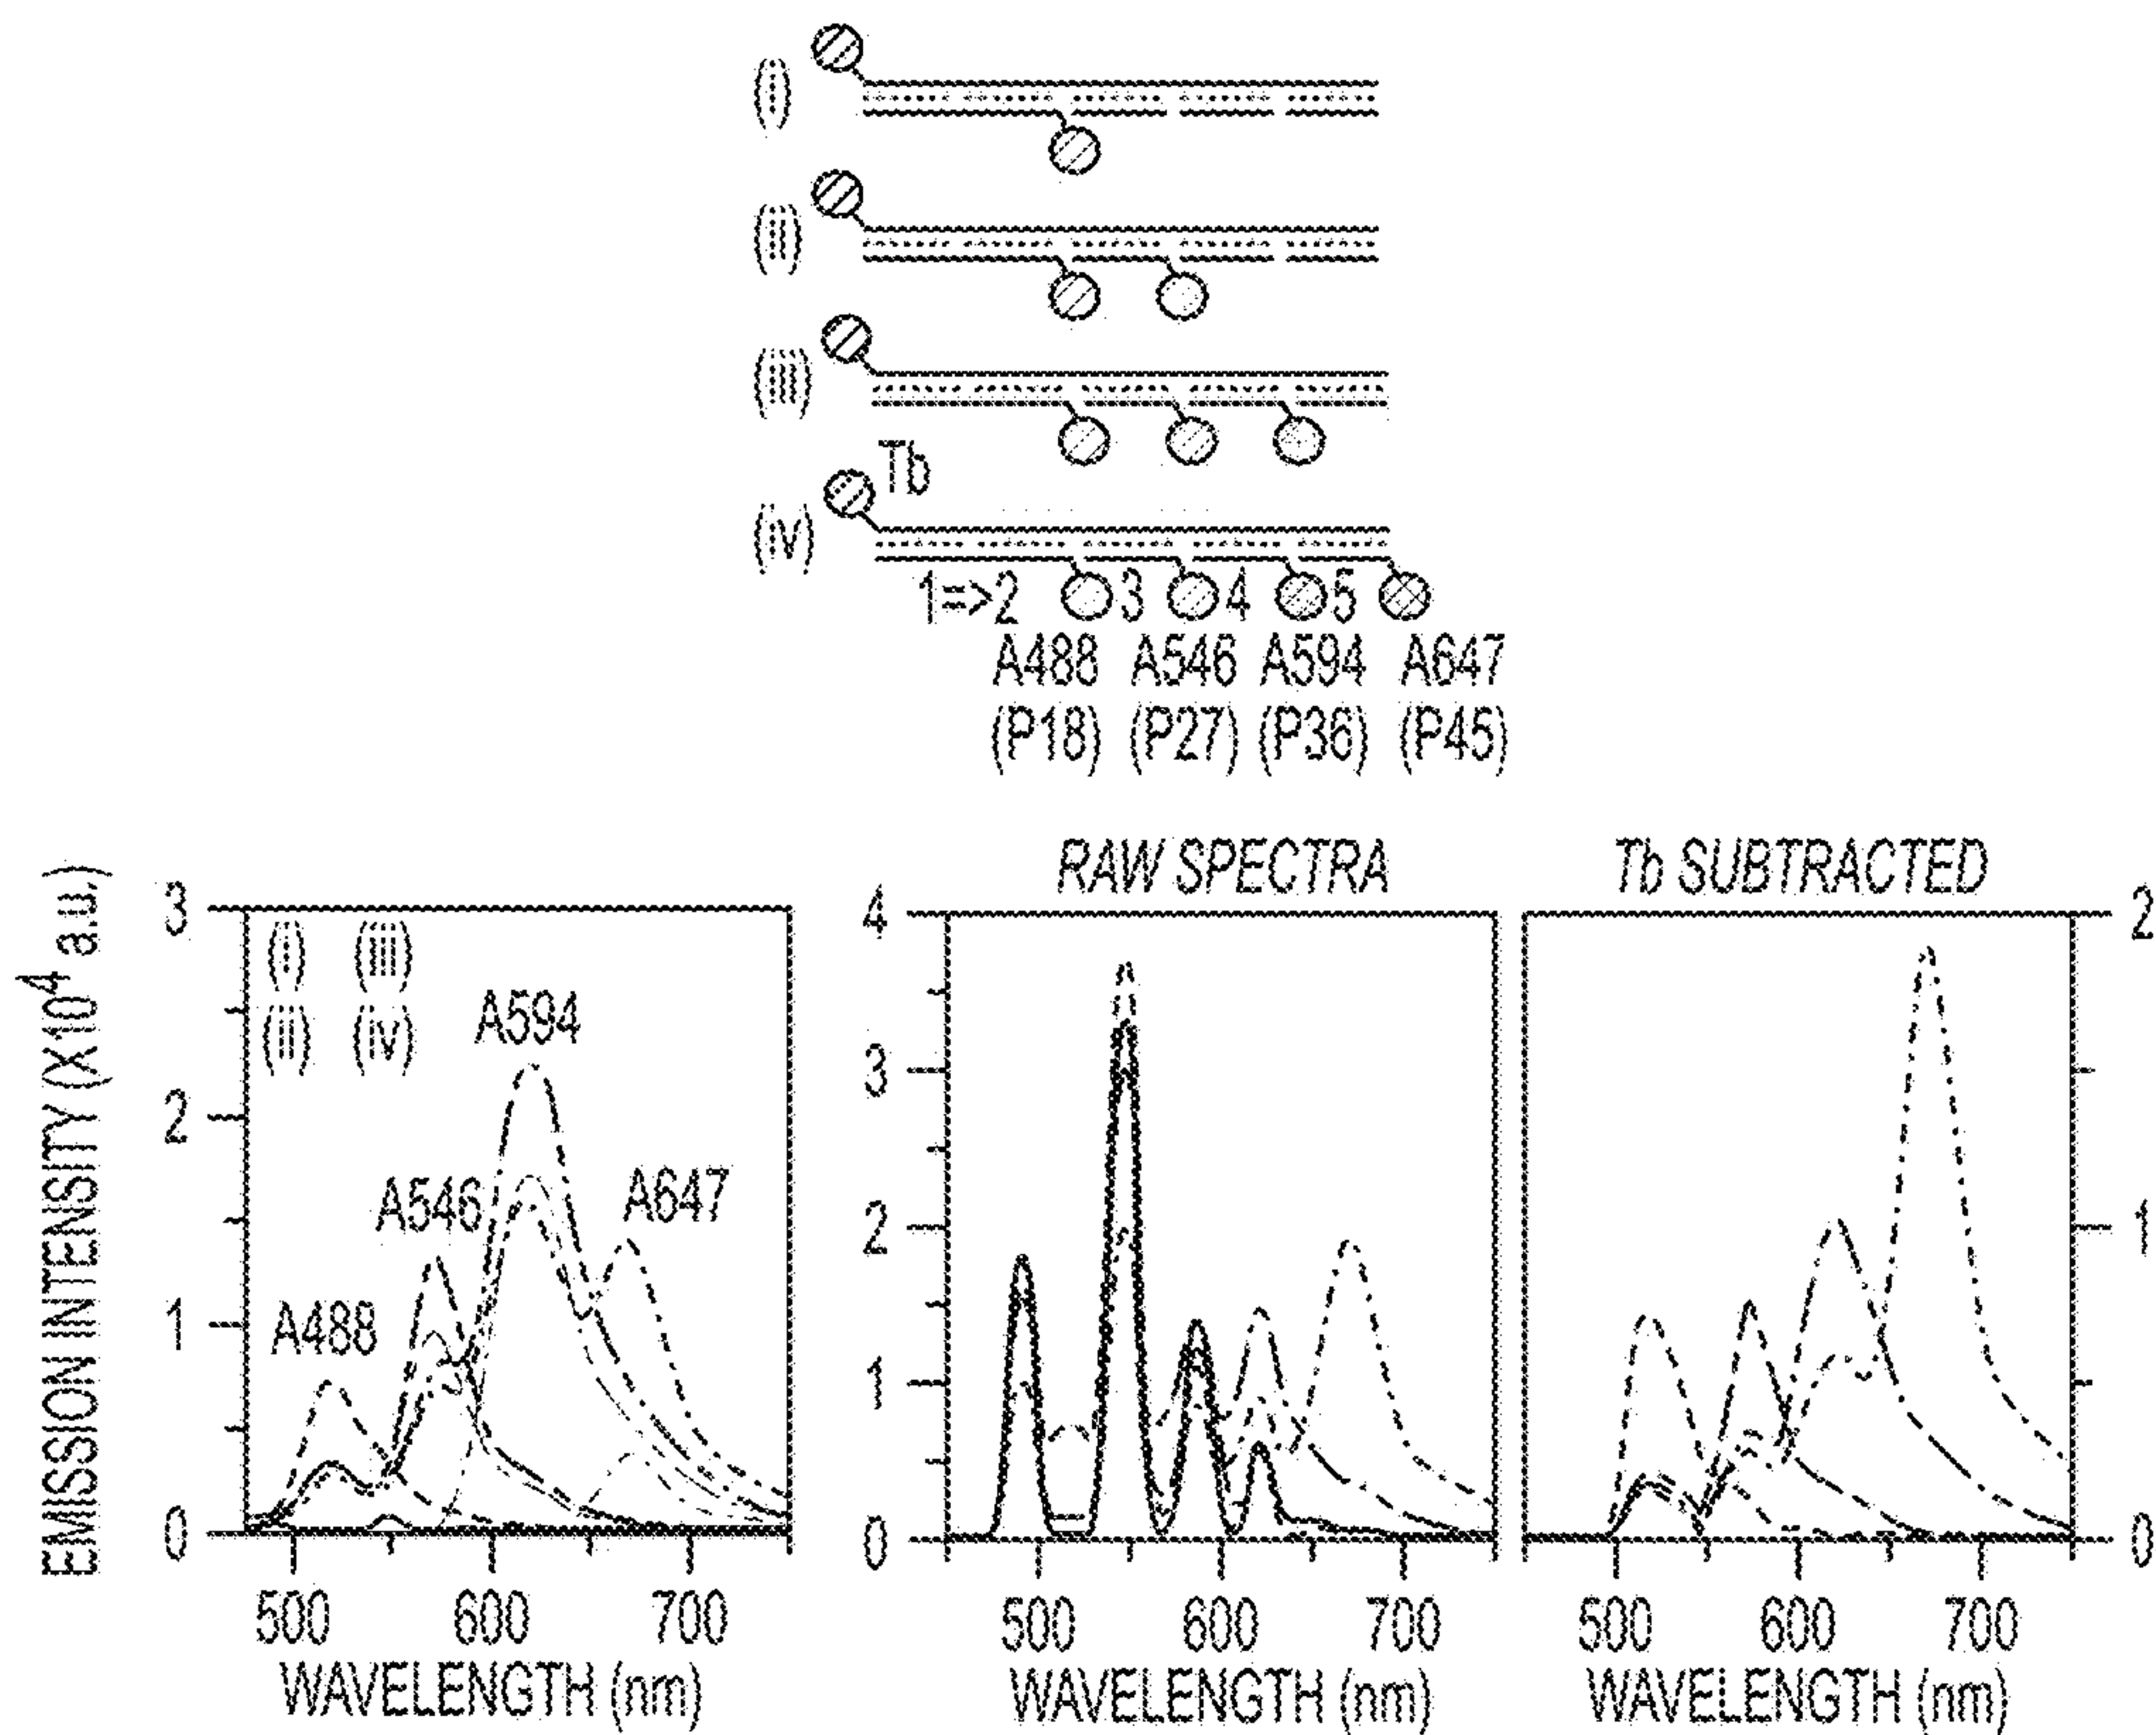 (i)
(ii)
(iii)
Tb
(iv)
1=>2 3 4 5
A488 A546 A594 A647
(P18) (P27) (P36) (P45)
RAW SPECTRA
Tb SUBTRACTED
EMISSION INTENSITY (X10⁴ a.u.)
3
2
1
0
(i) (iii)
(ii) (iv)
A594
A546
A647
A488
500 600 700
WAVELENGTH (nm)
4
3
2
1
0
500 600 700
WAVELENGTH (nm)
2
1
0
500 600 700
WAVELENGTH (nm)